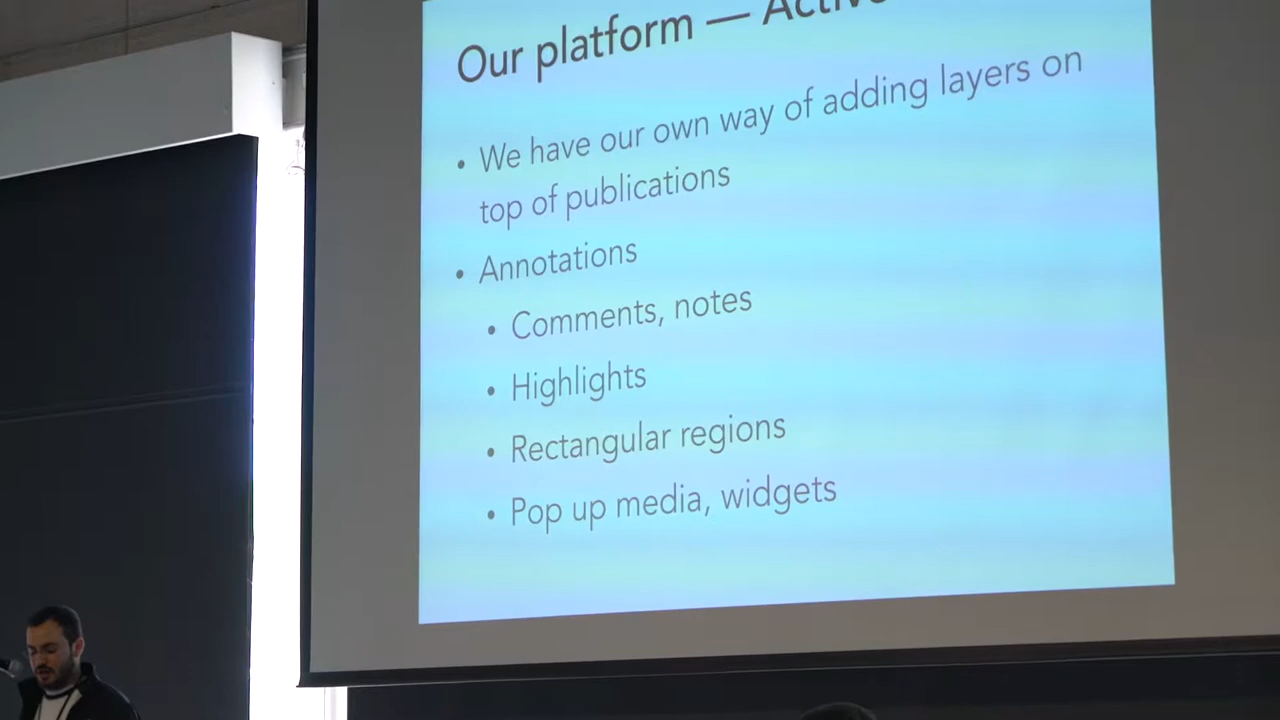 Our platform — Active
• We have our own way of adding layers on
top of publications
• Annotations
• Comments, notes
• Highlights
• Rectangular regions
• Pop up media, widgets